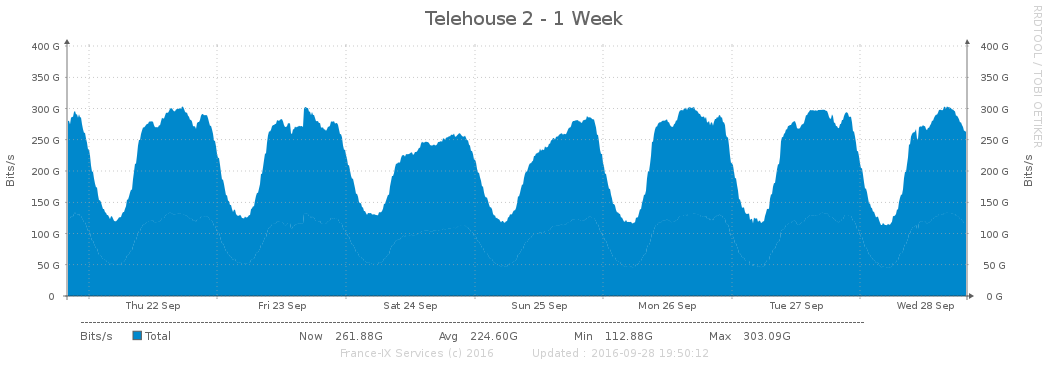 Telehouse 2 - 1 Week
RRDTOOL / TOBI OETIKER
400 G 400 G
350 G 350 G
300 G 300 G
250 G 250 G
200 G 200 G
150 G 150 G
100 G 100 G
50 G 50 G
0 0 G
Bits/s Bits/s
Thu 22 Sep Fri 23 Sep Sat 24 Sep Sun 25 Sep Mon 26 Sep Tue 27 Sep Wed 28 Sep
Bits/s Total Now 261.88G Avg 224.60G Min 112.88G Max 303.09G
France-IX Services (c) 2016 Updated : 2016-09-28 19:50:12